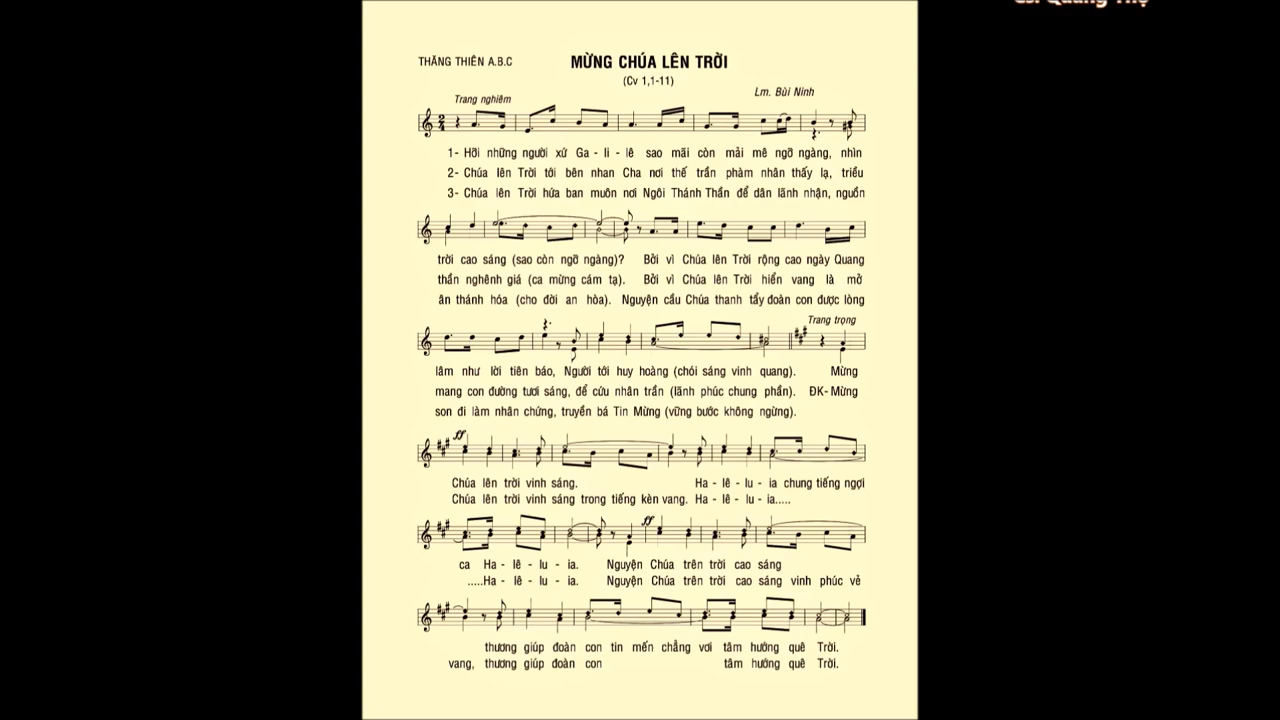 THĂNG THIÊN A.B.C
MỪNG CHÚA LÊN TRỜI
(Cv 1,1-11)
Lm. Bùi Ninh
Trang nghiêm
1- Hỡi những người xứ Ga - li - lê sao mãi còn mải mê ngỡ ngàng, nhìn
2- Chúa lên Trời tới bên nhan Cha nơi thế trần phàm nhân thấy lạ, triều
3- Chúa lên Trời hứa ban muôn nơi Ngôi Thánh Thần để dân lãnh nhận, nguồn
trời cao sáng (sao còn ngỡ ngàng)? Bởi vì Chúa lên Trời rộng cao ngày Quang
thần nghênh giá (ca mừng cám tạ). Bởi vì Chúa lên Trời hiển vang là mở
ân thánh hóa (cho đời an hòa). Nguyện cầu Chúa thanh tẩy đoàn con được lòng
Trang trọng
lâm như lời tiên báo, Người tới huy hoàng (chói sáng vinh quang). Mừng
mang con đường tươi sáng, để cứu nhân trần (lãnh phúc chung phần). ĐK- Mừng
son đi làm nhân chứng, truyền bá Tin Mừng (vững bước không ngừng).
ff
Chúa lên trời vinh sáng. Ha - lê - lu - ia chung tiếng ngợi
Chúa lên trời vinh sáng trong tiếng kèn vang. Ha - lê - lu - ia.....
ff
ca Ha - lê - lu - ia. Nguyện Chúa trên trời cao sáng
.....Ha - lê - lu - ia. Nguyện Chúa trên trời cao sáng vinh phúc vẻ
thương giúp đoàn con tin mến chẳng vơi tâm hướng quê Trời.
vang, thương giúp đoàn con tâm hướng quê Trời.